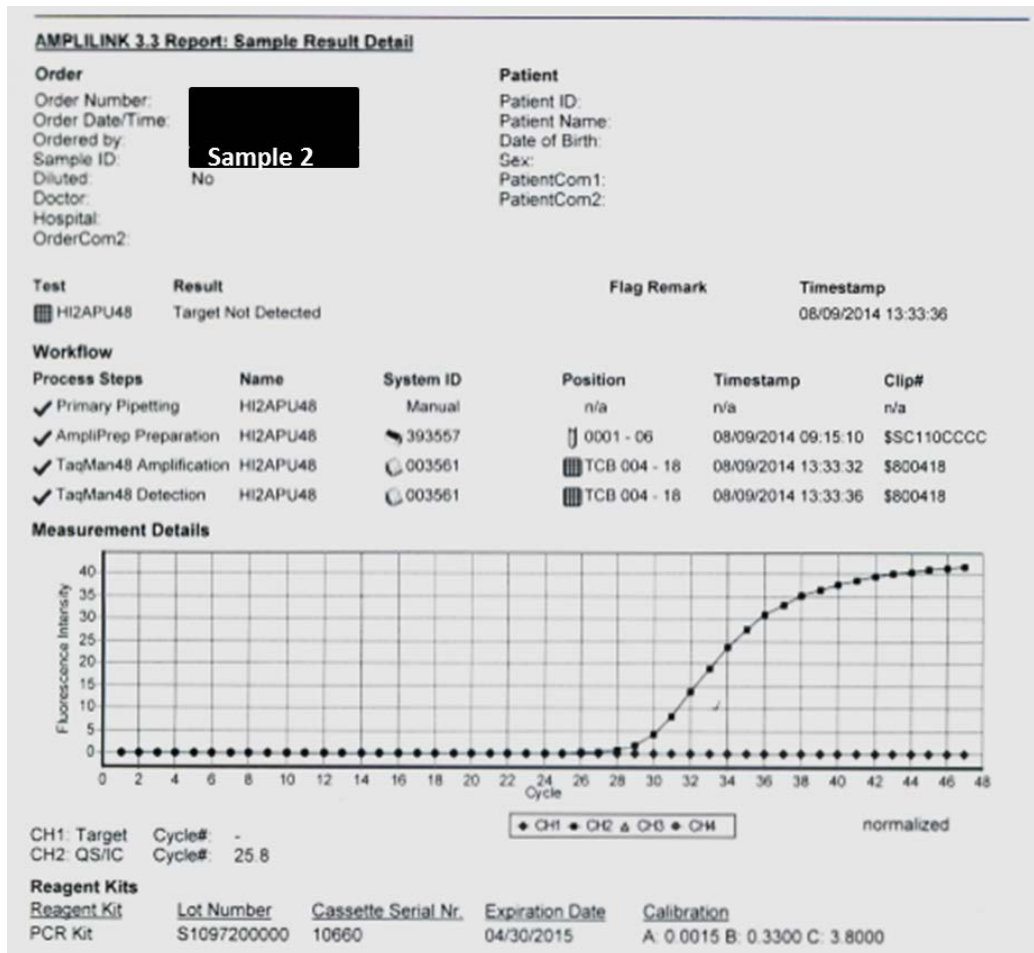 AMPLILINK 3.3 Report: Sample Result Detail
Order Patient
Order Number: Patient ID:
Order Date/Time: Patient Name:
Ordered by: Date of Birth:
Sample ID: Sample 2 Sex:
Diluted: No PatientCom1:
Doctor: PatientCom2:
Hospital:
OrderCom2:
Test Result Flag Remark Timestamp
HI2APU48 Target Not Detected 08/09/2014 13:33:36
Workflow
Process Steps Name System ID Position Timestamp Clip#
Primary Pipetting HI2APU48 Manual n/a n/a n/a
AmpliPrep Preparation HI2APU48 393557 0001 - 06 08/09/2014 09:15:10 $SC110CCCC
TaqMan48 Amplification HI2APU48 003561 TCB 004 - 18 08/09/2014 13:33:32 $800418
TaqMan48 Detection HI2APU48 003561 TCB 004 - 18 08/09/2014 13:33:36 $800418
Measurement Details
Fluorescence Intensity
40
35
30
25
20
15
10
5
0
0 2 4 6 8 10 12 14 16 18 20 22 24 26 28 30 32 34 36 38 40 42 44 46 48
Cycle
CH1 CH2 CH3 CH4 normalized
CH1: Target Cycle#: -
CH2: QS/IC Cycle#: 25.8
Reagent Kits
Reagent Kit Lot Number Cassette Serial Nr. Expiration Date Calibration
PCR Kit S1097200000 10660 04/30/2015 A: 0.0015 B: 0.3300 C: 3.8000